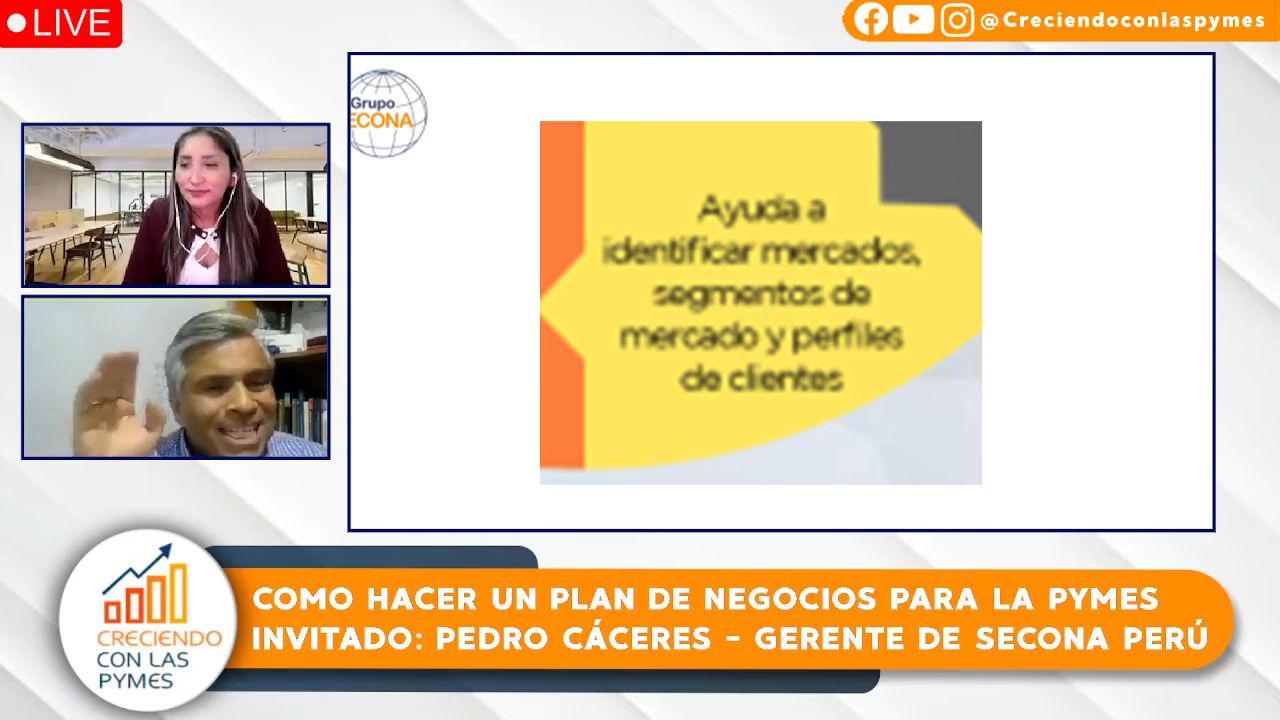 LIVE
@Creciendoconlaspymes
Grupo
ECONA
Ayuda a
identificar mercados,
segmentos de
mercado y perfiles
de clientes
CRECIENDO
CON LAS
PYMES
COMO HACER UN PLAN DE NEGOCIOS PARA LA PYMES
INVITADO: PEDRO CÁCERES - GERENTE DE SECONA PERÚ